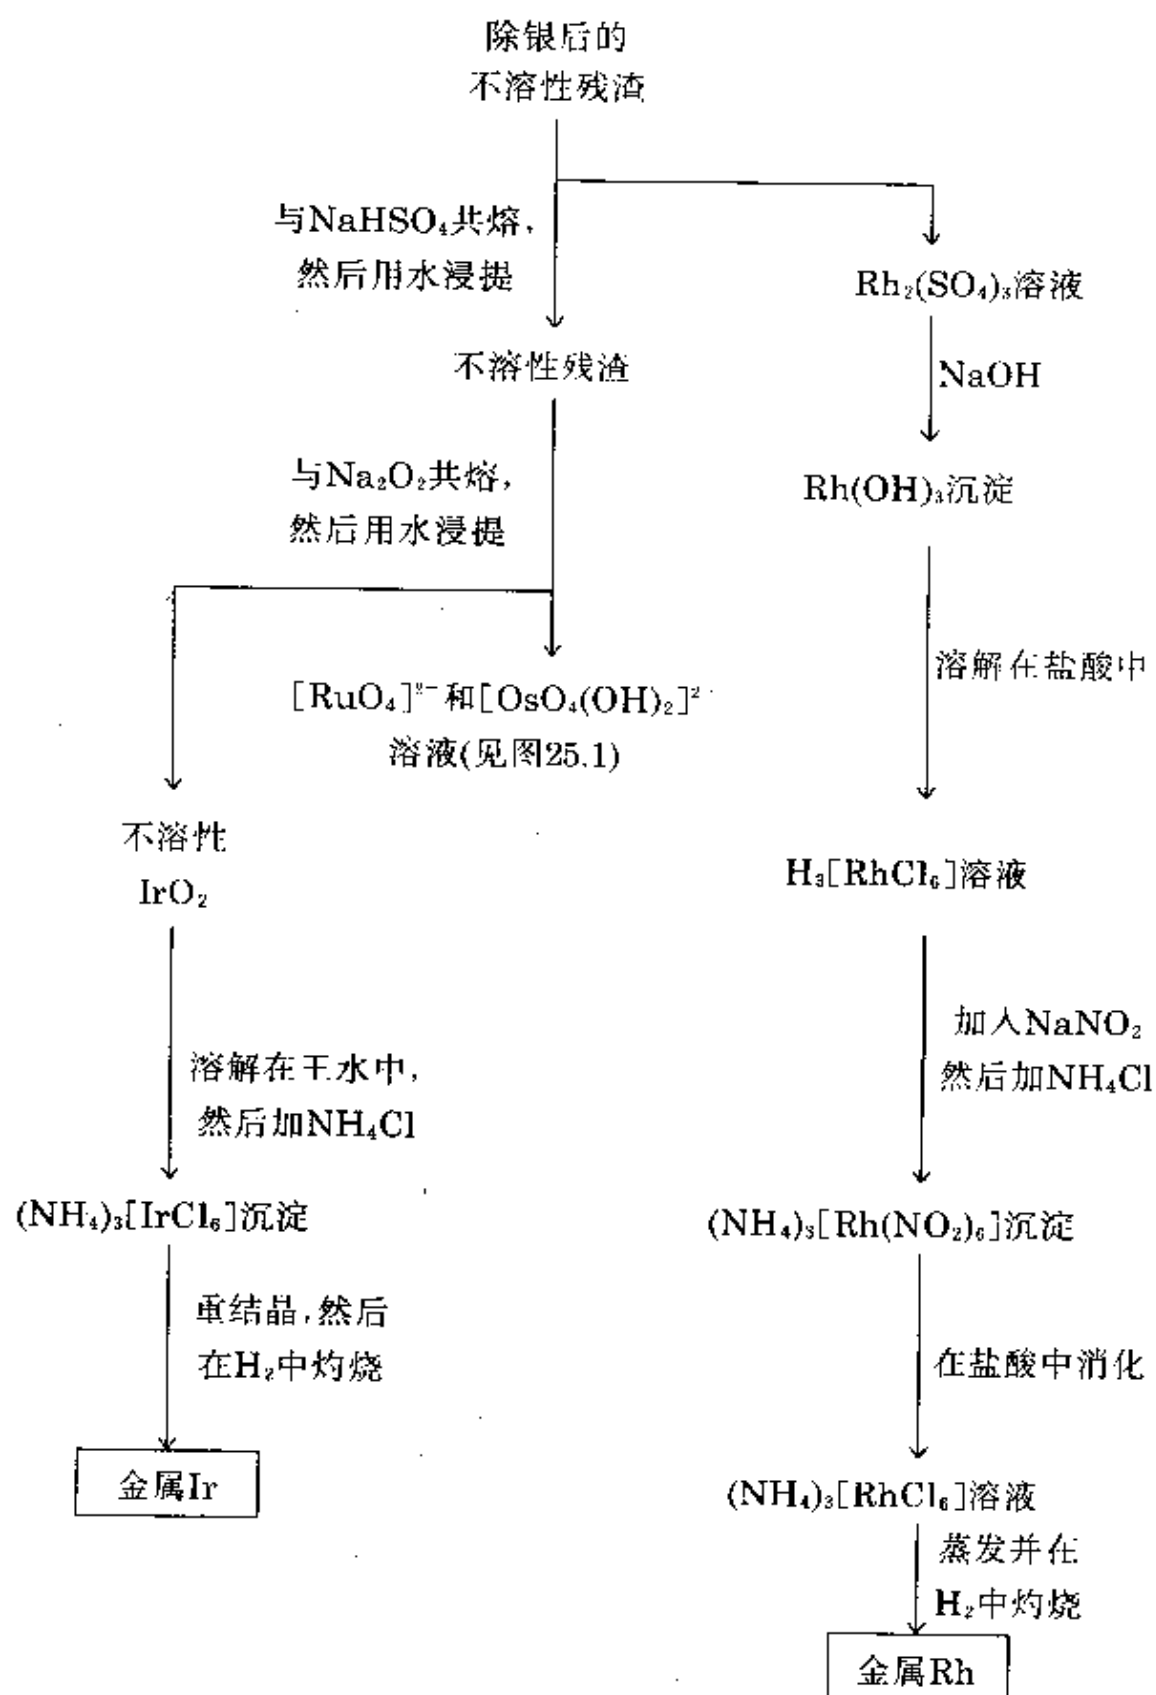 除银后的
不溶性残渣
与NaHSO₄共熔，
然后用水浸提
Rh₂(SO₄)₃溶液
不溶性残渣
NaOH
与Na₂O₂共熔，
然后用水浸提
Rh(OH)₃沉淀
溶解在盐酸中
[RuO₄]²⁻和[OsO₄(OH)₂]²
溶液(见图25.1)
不溶性
IrO₂
H₃[RhCl₆]溶液
加入NaNO₂
然后加NH₄Cl
溶解在王水中，
然后加NH₄Cl
(NH₄)₃[IrCl₆]沉淀
(NH₄)₃[Rh(NO₂)₆]沉淀
重结晶，然后
在H₂中灼烧
在盐酸中消化
金属Ir
(NH₄)₃[RhCl₆]溶液
蒸发并在
H₂中灼烧
金属Rh